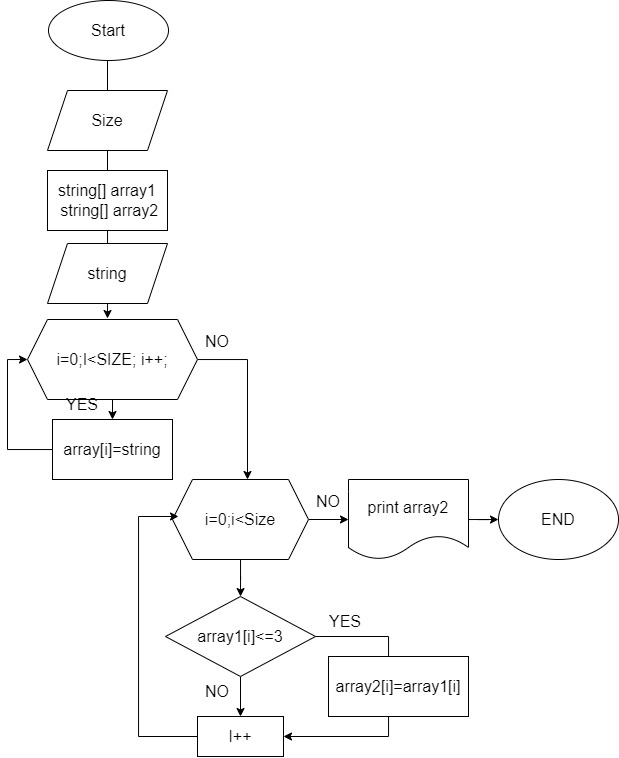 Start
Size
string[] array1
string[] array2
string
i=0;I<SIZE; i++;
NO
YES
array[i]=string
i=0;i<Size
NO
print array2
END
array1[i]<=3
YES
array2[i]=array1[i]
NO
I++